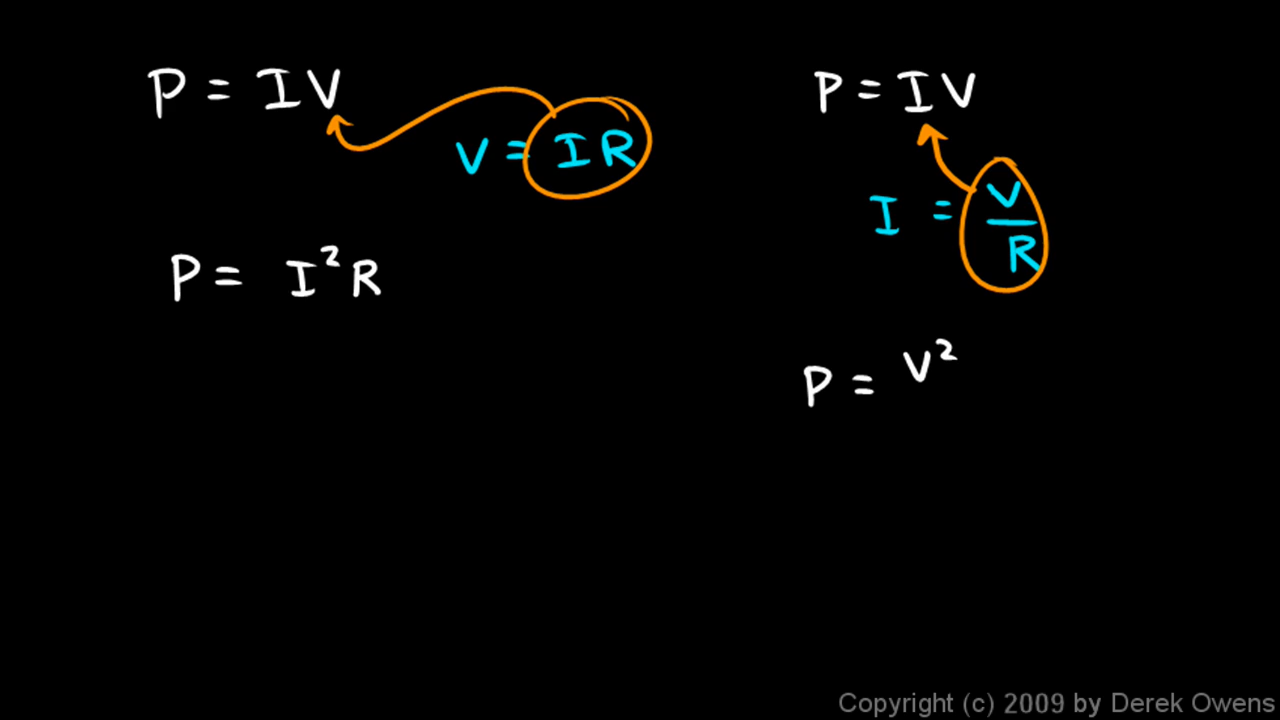 P = IV
V = IR
P = I²R
P = IV
I = V/R
P = V²
Copyright (c) 2009 by Derek Owens